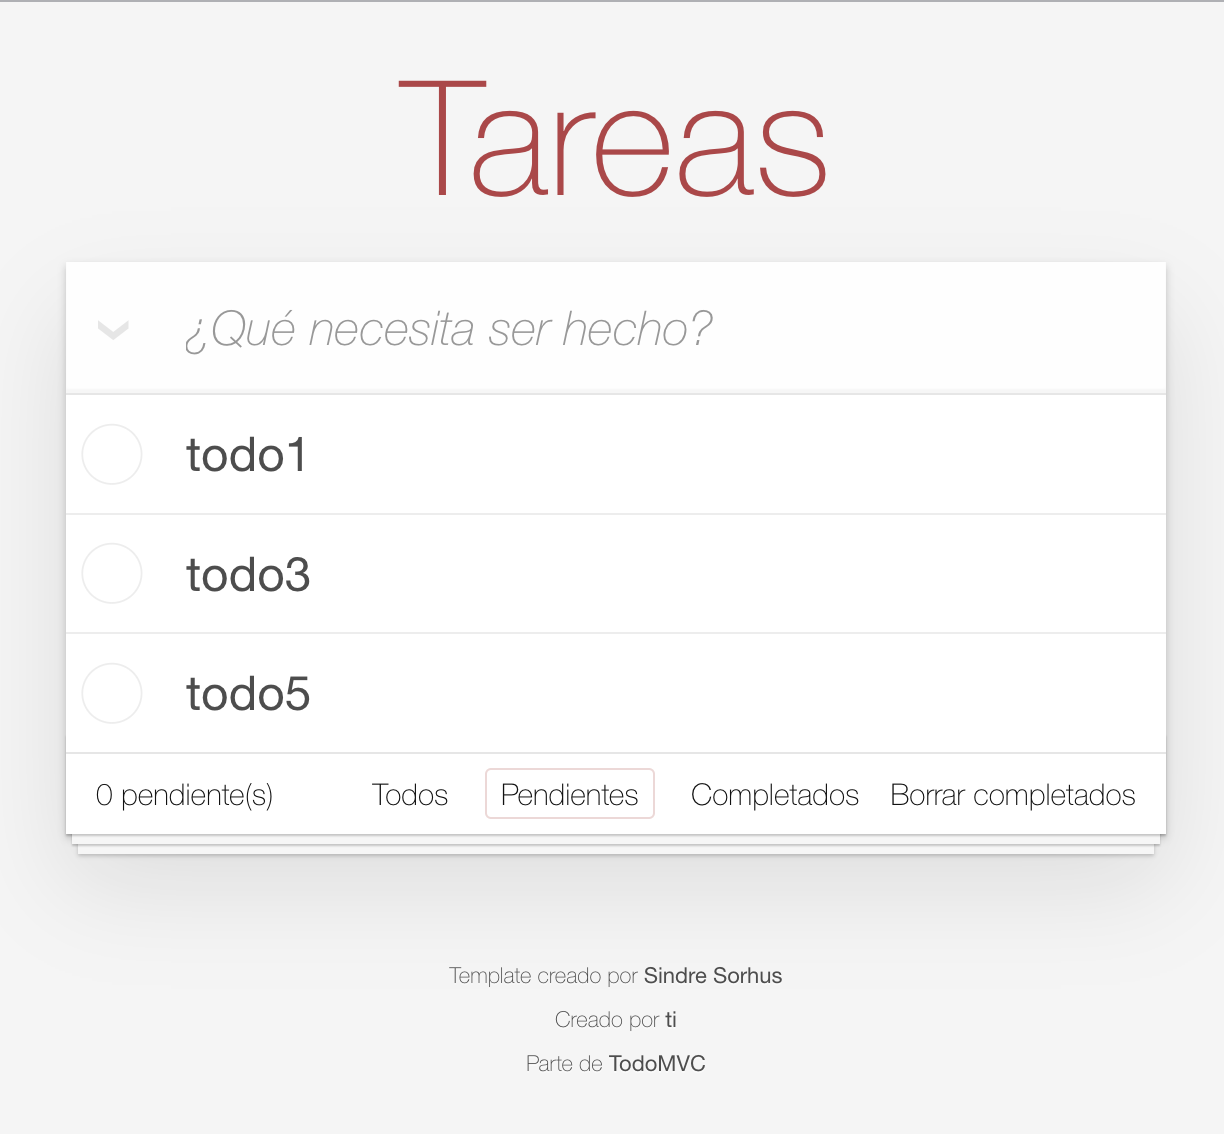 Tareas
¿Qué necesita ser hecho?
todo1
todo3
todo5
0 pendiente(s) Todos Pendientes Completados Borrar completados
Template creado por Sindre Sorhus
Creado por ti
Parte de TodoMVC